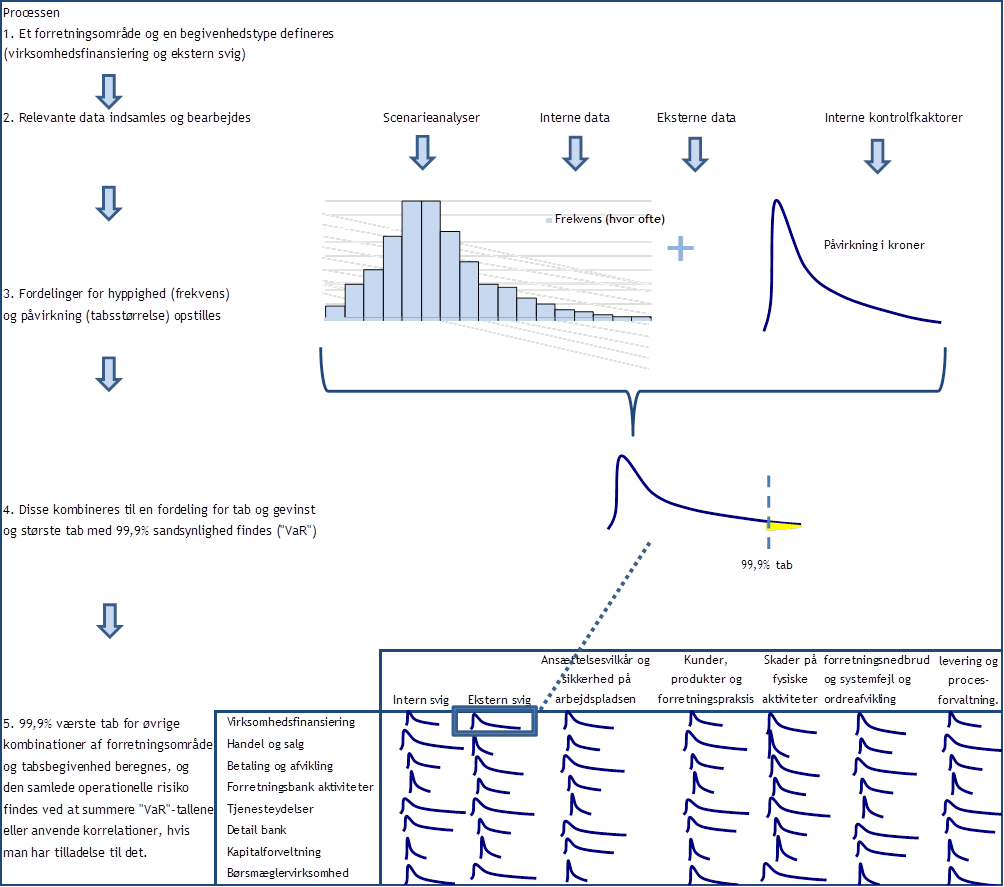 Processen
1. Et forretningsområde og en begivenhedstype defineres
(virksomhedsfinansiering og ekstern svig)
2. Relevante data indsamles og bearbejdes
Scenarieanalyser
Interne data
Eksterne data
Interne kontrolfkaktorer
Frekvens (hvor ofte)
Påvirkning i kroner
3. Fordelinger for hyppighed (frekvens)
og påvirkning (tabsstørrelse) opstilles
4. Disse kombineres til en fordeling for tab og gevinst
og største tab med 99,9% sandsynlighed findes ("VaR")
99,9% tab
5. 99,9% værste tab for øvrige
kombinationer af forretningsområde
og tabsbegivenhed beregnes, og
den samlede operationelle risiko
findes ved at summere "VaR"-tallene
eller anvende korrelationer, hvis
man har tilladelse til det.
Intern svig
Ekstern svig
Ansættelsesvilkår og
sikkerhed på
arbejdspladsen
Kunder,
produkter og
forretningspraksis
Skader på
fysiske
aktiviteter
forretningsnedbrud
og systemfejl og
ordreafvikling
levering og
proces-
forvaltning.
Virksomhedsfinansiering
Handel og salg
Betaling og afvikling
Forretningsbank aktiviteter
Tjenesteydelser
Detail bank
Kapitalforveltning
Børsmæglervirksomhed